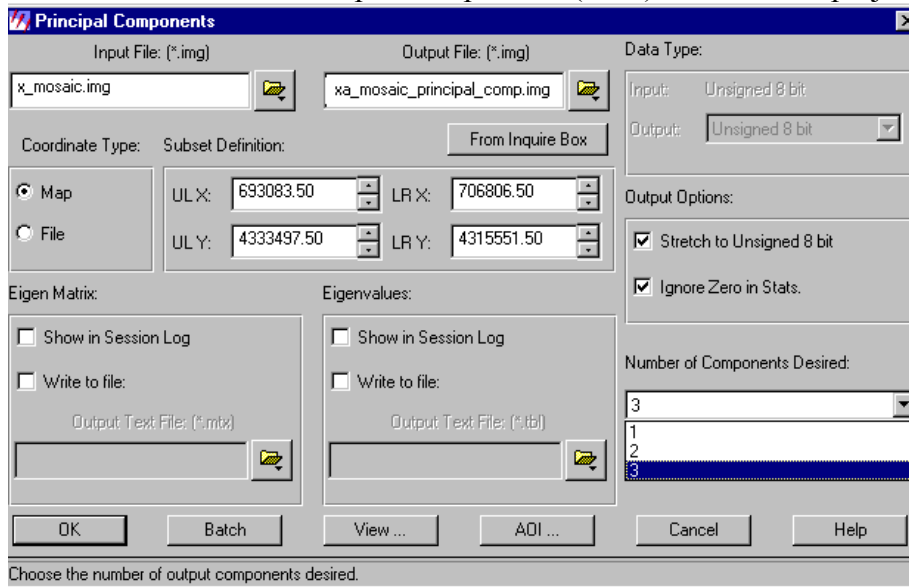 Principal Components
Input File: (*.img)
Output File: (*.img)
Data Type:
x_mosaic.img
xa_mosaic_principal_comp.img
Input: Unsigned 8 bit
Output: Unsigned 8 bit
Coordinate Type:
Subset Definition:
From Inquire Box
Map
File
UL X: 693083.50
LR X: 706806.50
UL Y: 4333497.50
LR Y: 4315551.50
Output Options:
Stretch to Unsigned 8 bit
Ignore Zero in Stats.
Eigen Matrix:
Eigenvalues:
Show in Session Log
Show in Session Log
Write to file:
Write to file:
Output Text File: (*.mtx)
Output Text File: (*.tbl)
Number of Components Desired:
3
1
2
3
OK
Batch
View ...
AOI ...
Cancel
Help
Choose the number of output components desired.